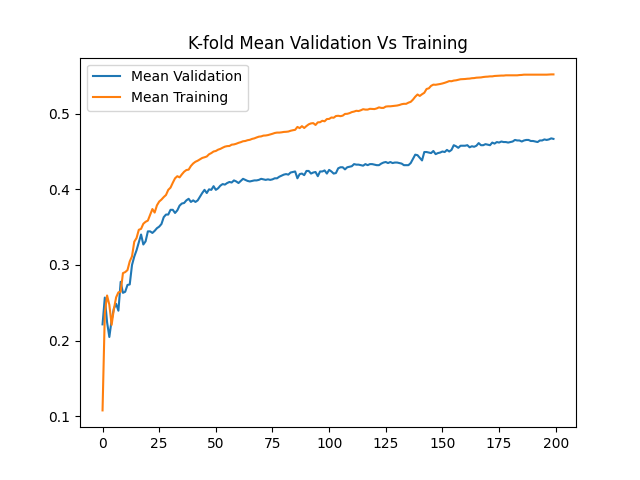 K-fold Mean Validation Vs Training
Mean Validation
Mean Training
0.5
0.4
0.3
0.2
0.1
0 25 50 75 100 125 150 175 200